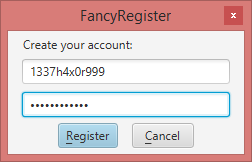 FancyRegister
x
Create your account:
1337h4x0r999
••••••••••••
Register Cancel